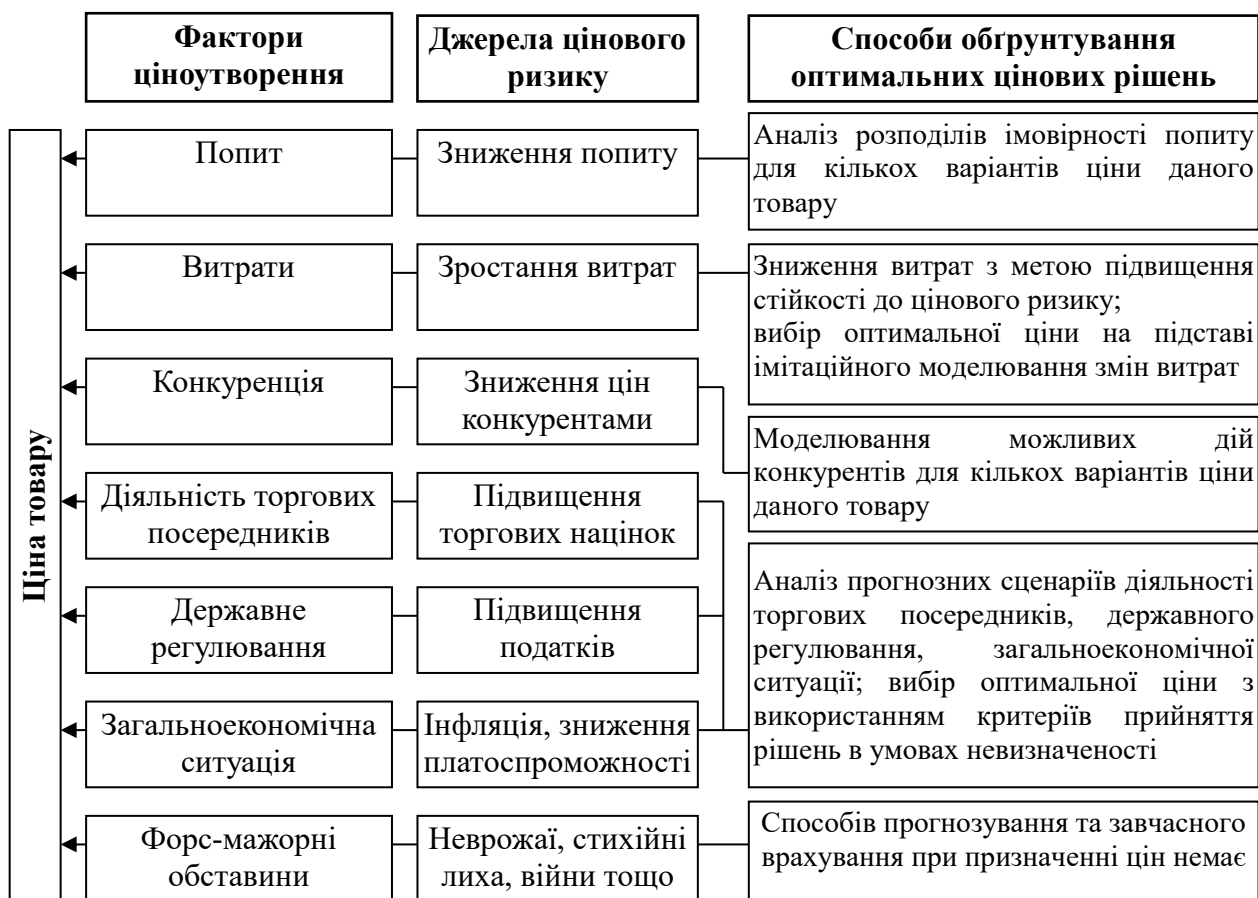 Фактори
ціноутворення
Джерела цінового
ризику
Способи обґрунтування
оптимальних цінових рішень
Ціна товару
Попит
Зниження попиту
Аналіз розподілів імовірності попиту
для кількох варіантів ціни даного
товару
Витрати
Зростання витрат
Зниження витрат з метою підвищення
стійкості до цінового ризику;
вибір оптимальної ціни на підставі
імітаційного моделювання змін витрат
Конкуренція
Зниження цін
конкурентами
Моделювання можливих дій
конкурентів для кількох варіантів ціни
даного товару
Діяльність торгових
посередників
Підвищення
торгових націнок
Державне
регулювання
Підвищення
податків
Загальноекономічна
ситуація
Інфляція, зниження
платоспроможності
Аналіз прогнозних сценаріїв діяльності
торгових посередників, державного
регулювання, загальноекономічної
ситуації; вибір оптимальної ціни з
використанням критеріїв прийняття
рішень в умовах невизначеності
Форс-мажорні
обставини
Неврожаї, стихійні
лиха, війни тощо
Способів прогнозування та завчасного
врахування при призначенні цін немає